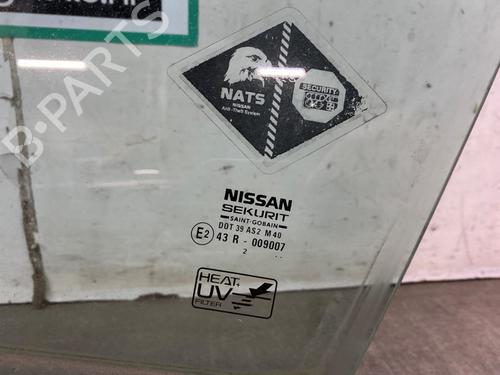 NATS
NISSAN
Anti-Theft System
SECURITY
NISSAN
SEKURIT
SAINT-GOBAIN
DOT 39 AS2 M40
E2 43 R - 009007
2
HEAT+
UV
FILTER